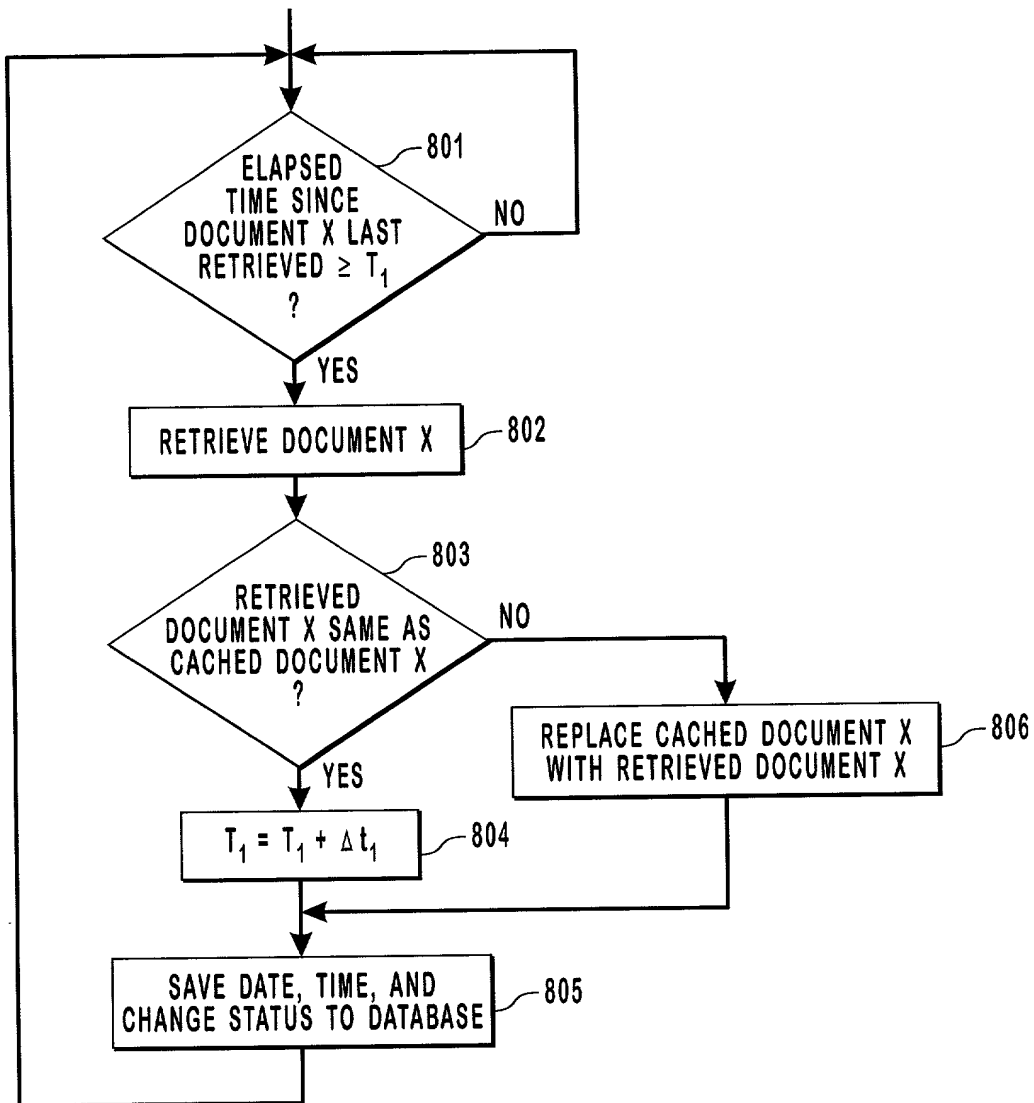 801
ELAPSED
TIME SINCE
DOCUMENT X LAST
RETRIEVED ≥ T₁
?
NO
YES
RETRIEVE DOCUMENT X
802
803
RETRIEVED
DOCUMENT X SAME AS
CACHED DOCUMENT X
?
NO
YES
REPLACE CACHED DOCUMENT X
WITH RETRIEVED DOCUMENT X
806
T₁ = T₁ + Δ t₁
804
SAVE DATE, TIME, AND
CHANGE STATUS TO DATABASE
805